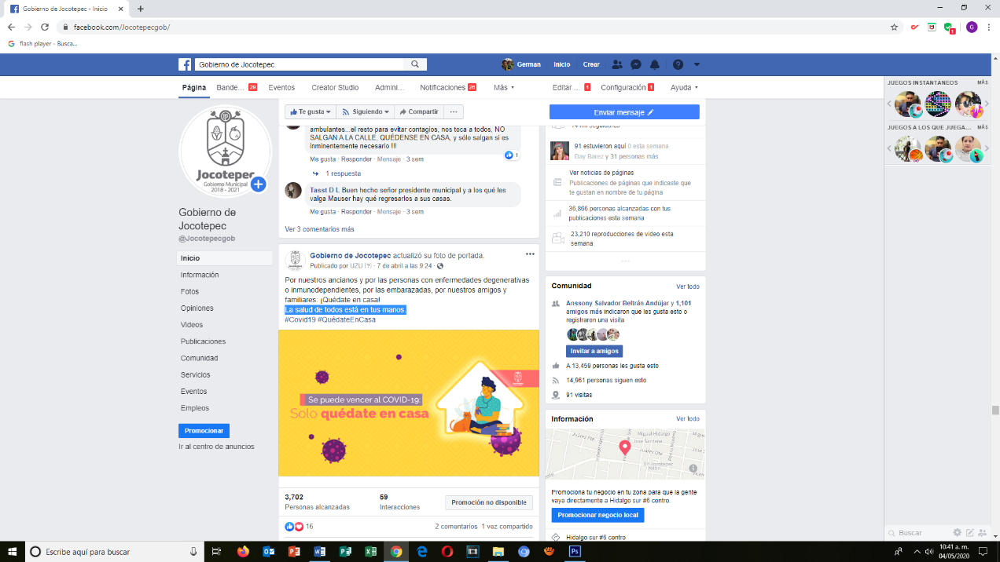 Gobierno de Jocotepec - Inicio
facebook.com/Jocotepecgob/
flash player - Busca...
Gobierno de Jocotepec
German
Inicio
Crear
Página
Bande... 29
Eventos
Creator Studio
Admini...
Notificaciones 26
Más
Editar ... 1
Configuración 1
Ayuda
Jocotepec
Gobierno Municipal
2018 - 2021
Gobierno de
Jocotepec
@Jocotepecgob
Inicio
Información
Fotos
Opiniones
Videos
Publicaciones
Comunidad
Servicios
Eventos
Empleos
Promocionar
Ir al centro de anuncios
Te gusta
Siguiendo
Compartir
Enviar mensaje
ambulantes...el resto para evitar contagios, nos toca a todos, NO
SALGAN A LA CALLE, QUÉDENSE EN CASA, y sólo salgan si es
inminentemente necesario !!!
1
Me gusta · Responder · Mensaje · 3 sem
1 respuesta
Tasst D L Buen hecho señor presidente municipal y a los qué les
valga Mauser hay qué regresarlos a sus casas.
Me gusta · Responder · Mensaje · 3 sem
Ver 3 comentarios más
Gobierno de Jocotepec actualizó su foto de portada.
Publicado por UZU [?] · 7 de abril a las 9:24 ·
Por nuestros ancianos y por las personas con enfermedades degenerativas
o inmunodependientes, por las embarazadas, por nuestros amigos y
familiares: ¡Quédate en casa!
La salud de todos está en tus manos.
#Covid19 #QuédateEnCasa
Se puede vencer al COVID-19:
Solo quédate en casa
3,702
Personas alcanzadas
59
Interacciones
Promoción no disponible
16
2 comentarios 1 vez compartido
14 mil seguidores
91 estuvieron aquí 0 esta semana
Day Barez y 31 personas más
Ver noticias de páginas
Publicaciones de páginas que indicaste que
te gustan en nombre de tu página
36,866 personas alcanzadas con tus
publicaciones esta semana
23,210 reproducciones de video esta
semana
Comunidad
Ver todo
Anssony Salvador Beltrán Andújar y 1,101
amigos más indicaron que les gusta esto o
registraron una visita
Invitar a amigos
A 13,459 personas les gusta esto
14,961 personas siguen esto
91 visitas
Información
Ver todo
Juárez Pte
Independencia
Miguel Hidalgo
José Santana
Juárez Ote
Promociona tu negocio en tu zona para que la gente
vaya directamente a Hidalgo sur #6 centro.
Promocionar negocio local
Hidalgo sur #6 centro
JUEGOS INSTANTÁNEOS
MÁS
JUEGOS A LOS QUE JUEGA...
MÁS
Buscar
Escribe aquí para buscar
10:41 a. m.
04/05/2020